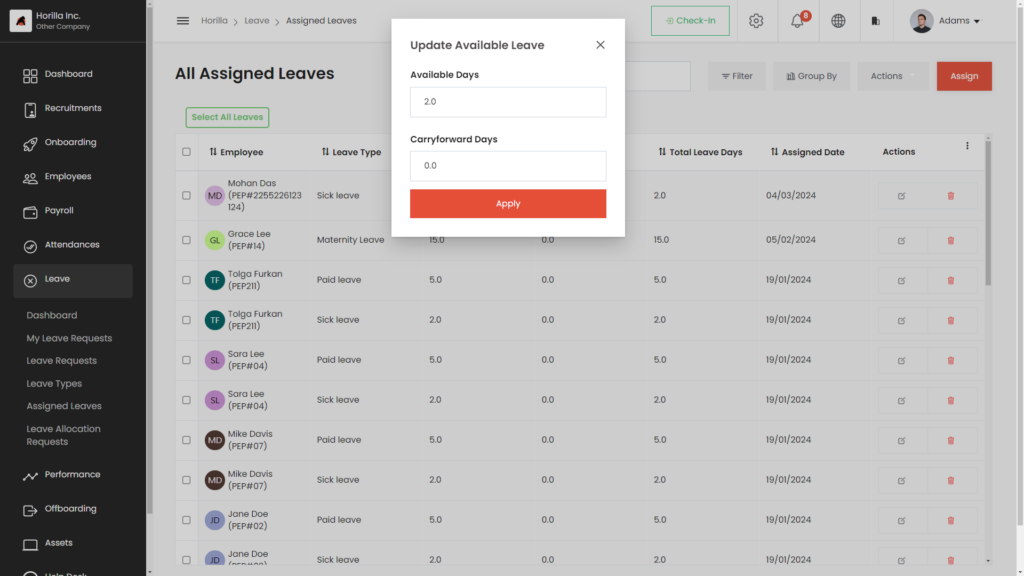 Horilla Inc.
Other Company
Dashboard
Recruitments
Onboarding
Employees
Payroll
Attendances
Leave
Dashboard
My Leave Requests
Leave Requests
Leave Types
Assigned Leaves
Leave Allocation
Requests
Performance
Offboarding
Assets
Horilla > Leave > Assigned Leaves
Check-In
8
Adams
All Assigned Leaves
Filter
Group By
Actions
Assign
Select All Leaves
Update Available Leave
Available Days
2.0
Carryforward Days
0.0
Apply
Employee Leave Type Total Leave Days Assigned Date Actions
MD Mohan Das
(PEP#2255226123
124)
Sick leave 2.0 04/03/2024
GL Grace Lee
(PEP#14)
Maternity Leave 15.0 0.0 15.0 05/02/2024
TF Tolga Furkan
(PEP211)
Paid leave 5.0 0.0 5.0 19/01/2024
TF Tolga Furkan
(PEP211)
Sick leave 2.0 0.0 2.0 19/01/2024
SL Sara Lee
(PEP#04)
Paid leave 5.0 0.0 5.0 19/01/2024
SL Sara Lee
(PEP#04)
Sick leave 2.0 0.0 2.0 19/01/2024
MD Mike Davis
(PEP#07)
Paid leave 5.0 0.0 5.0 19/01/2024
MD Mike Davis
(PEP#07)
Sick leave 2.0 0.0 2.0 19/01/2024
JD Jane Doe
(PEP#02)
Paid leave 5.0 0.0 5.0 19/01/2024
JD Jane Doe
Sick leave 2.0 0.0 2.0 19/01/2024